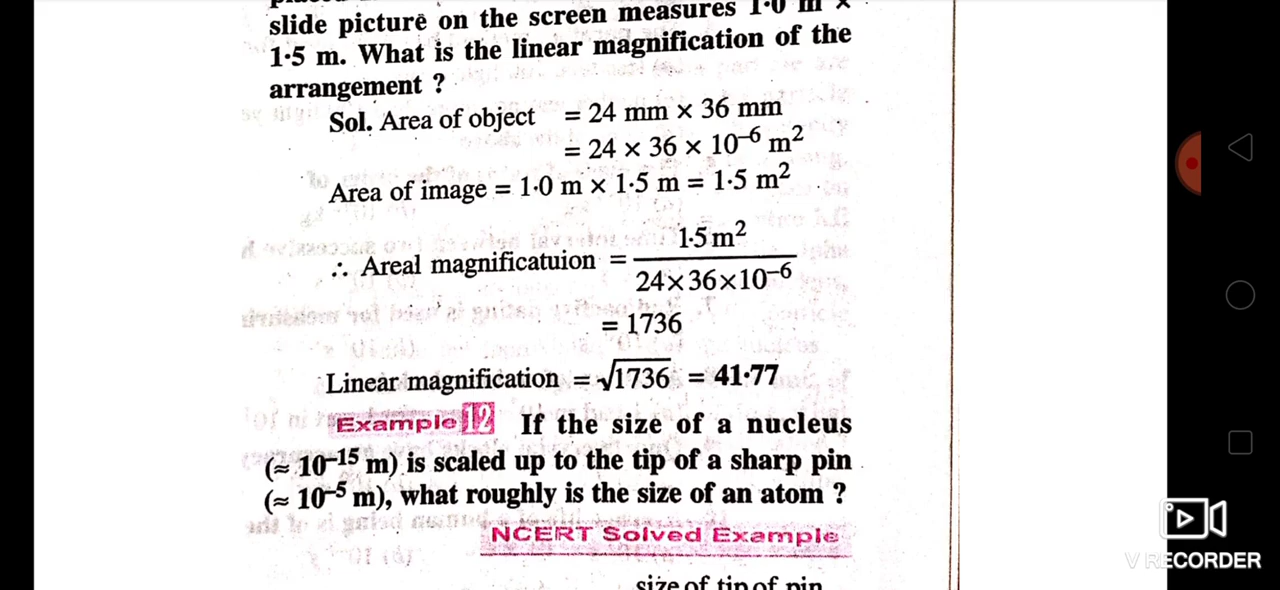 slide picture on the screen measures 1·0 m ×
1·5 m. What is the linear magnification of the
arrangement ?
Sol. Area of object = 24 mm × 36 mm
= 24 × 36 × 10⁻⁶ m²
Area of image = 1·0 m × 1·5 m = 1·5 m²
∴ Areal magnificatuion = 1·5 m² / 24×36×10⁻⁶
= 1736
Linear magnification = √1736 = 41·77
Example 12 If the size of a nucleus
(≈ 10⁻¹⁵ m) is scaled up to the tip of a sharp pin
(≈ 10⁻⁵ m), what roughly is the size of an atom ?
NCERT Solved Example
size of tip of pin
V RECORDER